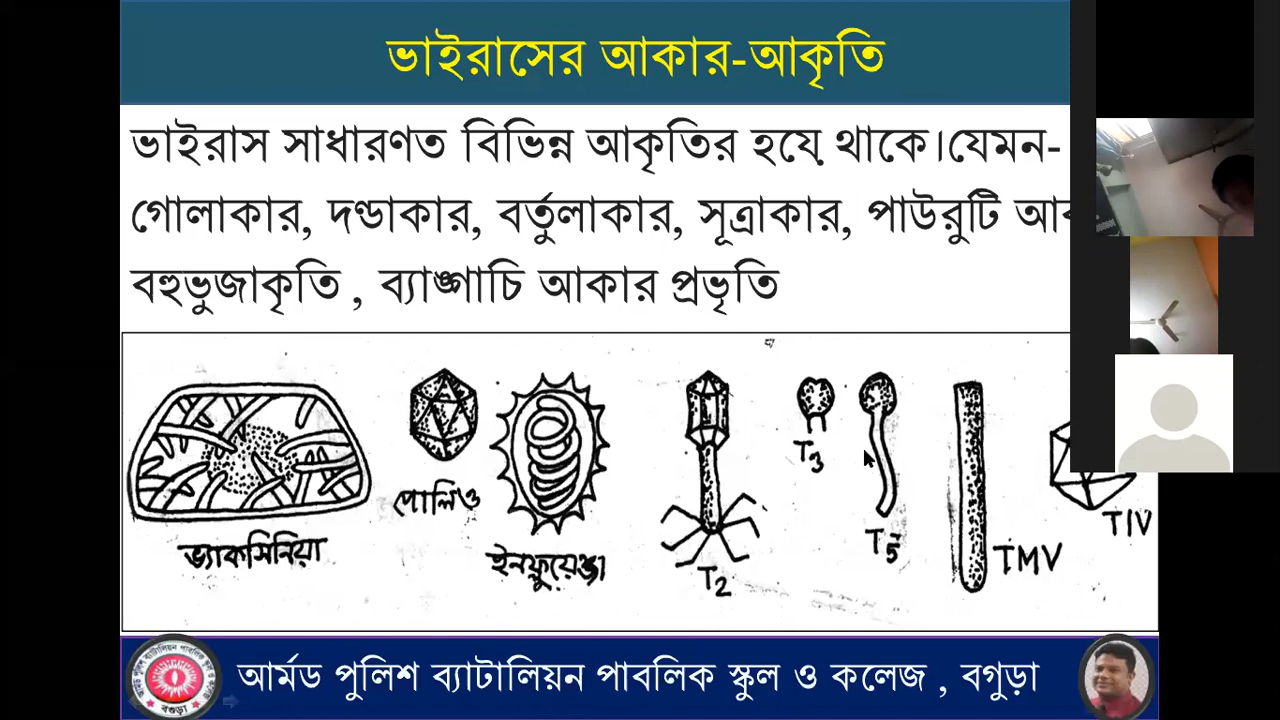 ভাইরাসের আকার-আকৃতি
ভাইরাস সাধারণত বিভিন্ন আকৃতির হযে় থাকে।যেমন-
গোলাকার, দণ্ডাকার, বর্তুলাকার, সূত্রাকার, পাউরুটি
বহুভুজাকৃতি , ব্যাঙ্গাচি আকার প্রভৃতি
ভ্যাকসিনিয়া
পোলিও
ইনফ্লুয়েঞ্জা
T2
T3
T5
TMV
TIV
আর্মড পুলিশ ব্যাটালিয়ন পাবলিক স্কুল ও কলেজ , বগুড়া
বগুড়া